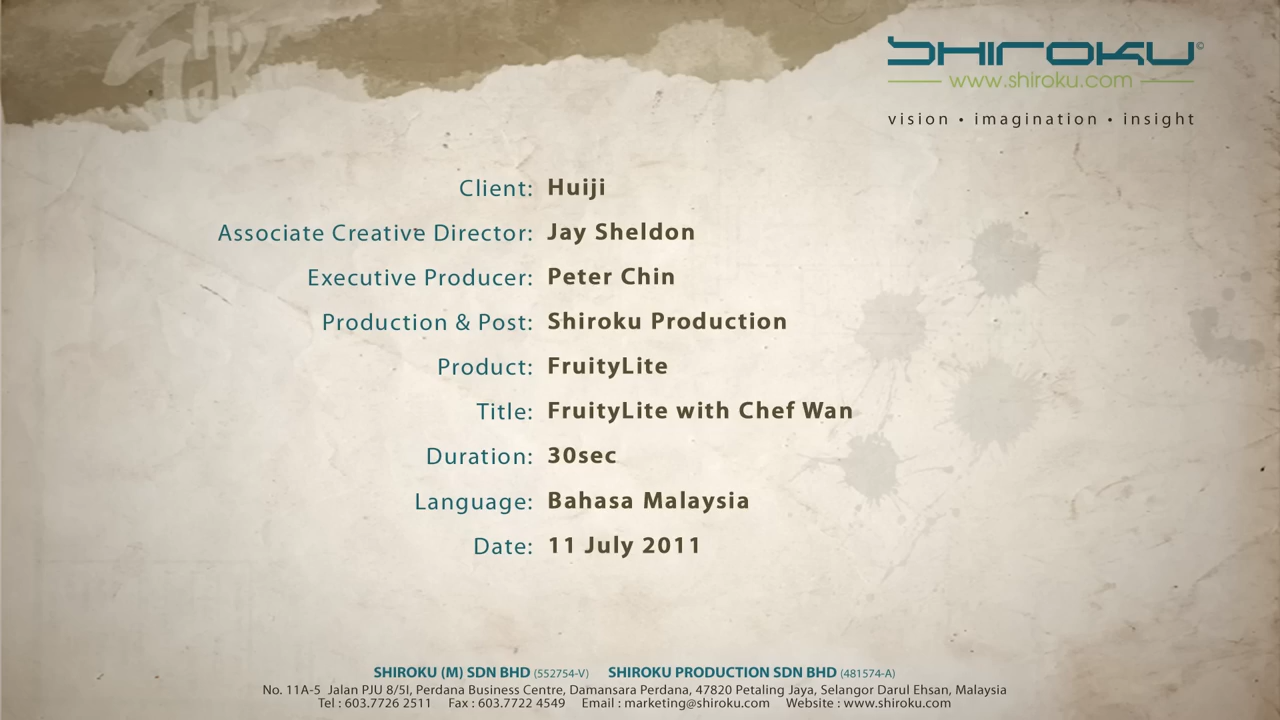 SHIROKU©
www.shiroku.com
vision • imagination • insight
Client: Huiji
Associate Creative Director: Jay Sheldon
Executive Producer: Peter Chin
Production & Post: Shiroku Production
Product: FruityLite
Title: FruityLite with Chef Wan
Duration: 30sec
Language: Bahasa Malaysia
Date: 11 July 2011
SHIROKU (M) SDN BHD (552754-V) SHIROKU PRODUCTION SDN BHD (481574-A)
No. 11A-5 Jalan PJU 8/5I, Perdana Business Centre, Damansara Perdana, 47820 Petaling Jaya, Selangor Darul Ehsan, Malaysia
Tel : 603.7726 2511 Fax : 603.7722 4549 Email : marketing@shiroku.com Website : www.shiroku.com